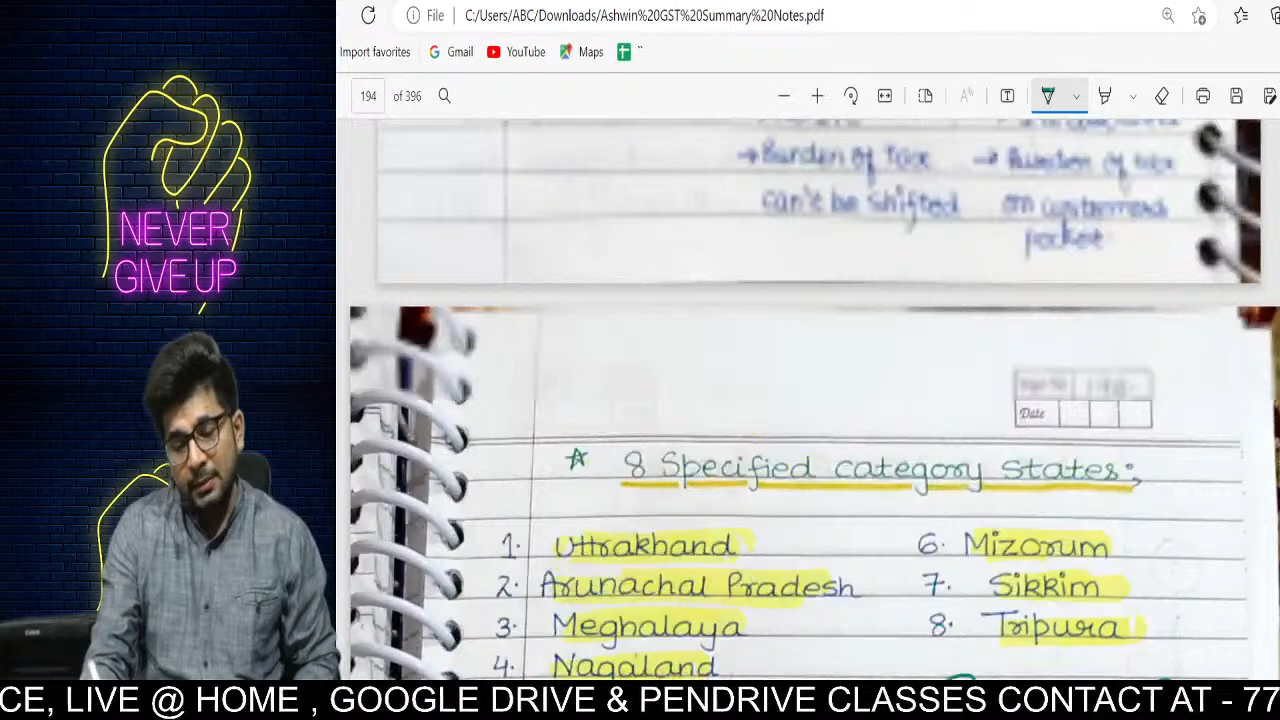 File | C:/Users/ABC/Downloads/Ashwin%20GST%20Summary%20Notes.pdf
Import favorites Gmail YouTube Maps
194 of 396
→ Burden of tax → Burden of tax
can't be shifted on customers
pocket
Date
☆ 8 Specified category states:
1. Uttrakhand 6. Mizorum
2. Arunachal Pradesh 7. Sikkim
3. Meghalaya 8. Tripura
4. Nagaland
NEVER
GIVE UP
CE, LIVE @ HOME , GOOGLE DRIVE & PENDRIVE CLASSES CONTACT AT - 77